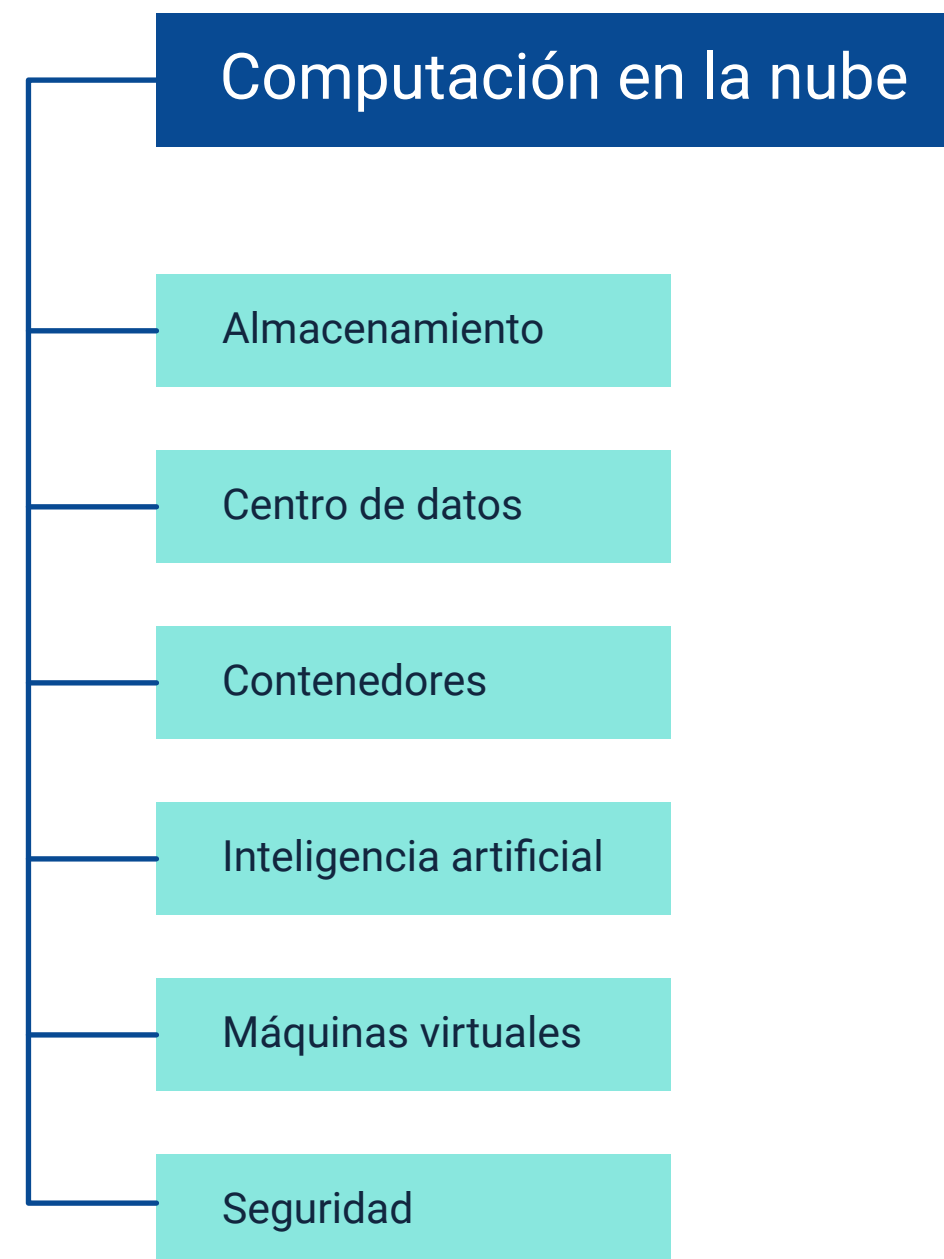 Computación en la nube
Almacenamiento
Centro de datos
Contenedores
Inteligencia artificial
Máquinas virtuales
Seguridad